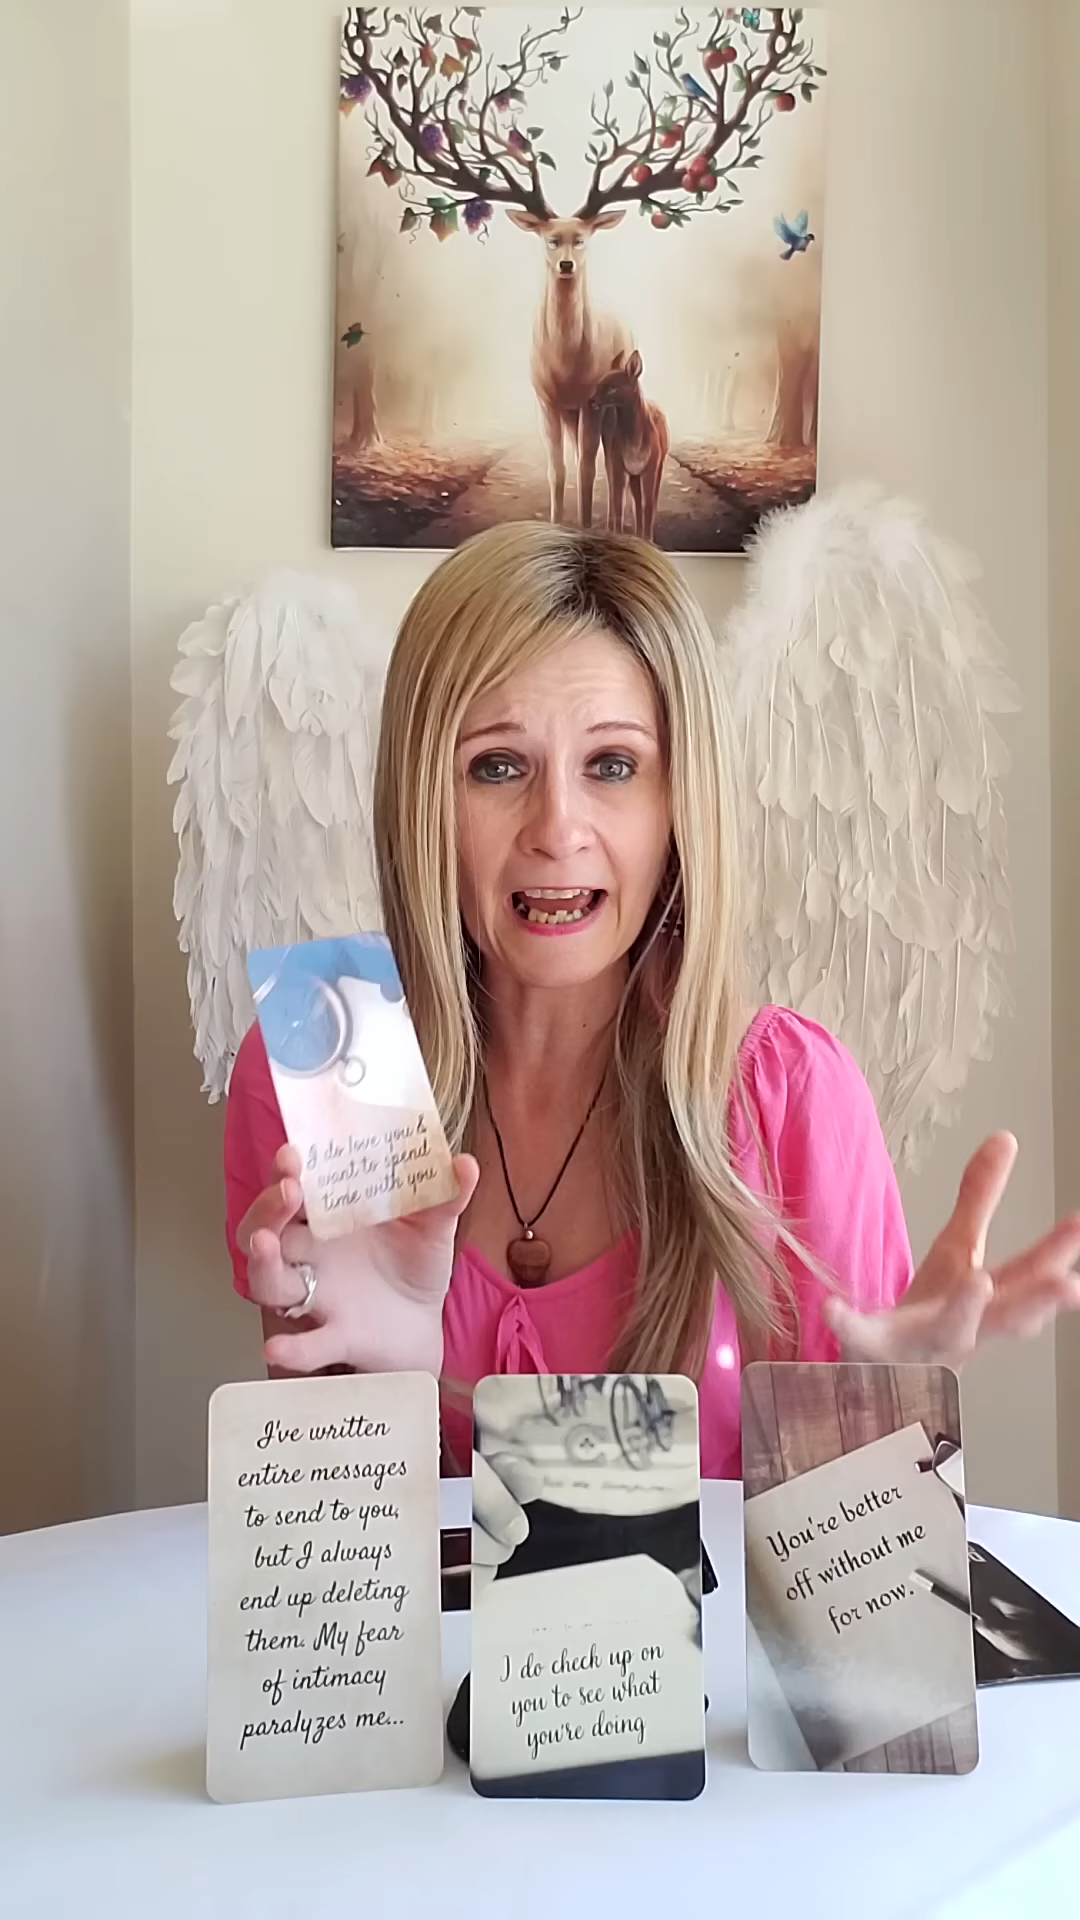 I do love you &
want to spend
time with you
I've written
entire messages
to send to you,
but I always
end up deleting
them. My fear
of intimacy
paralyzes me...
I do check up on
you to see what
you're doing
You're better
off without me
for now.